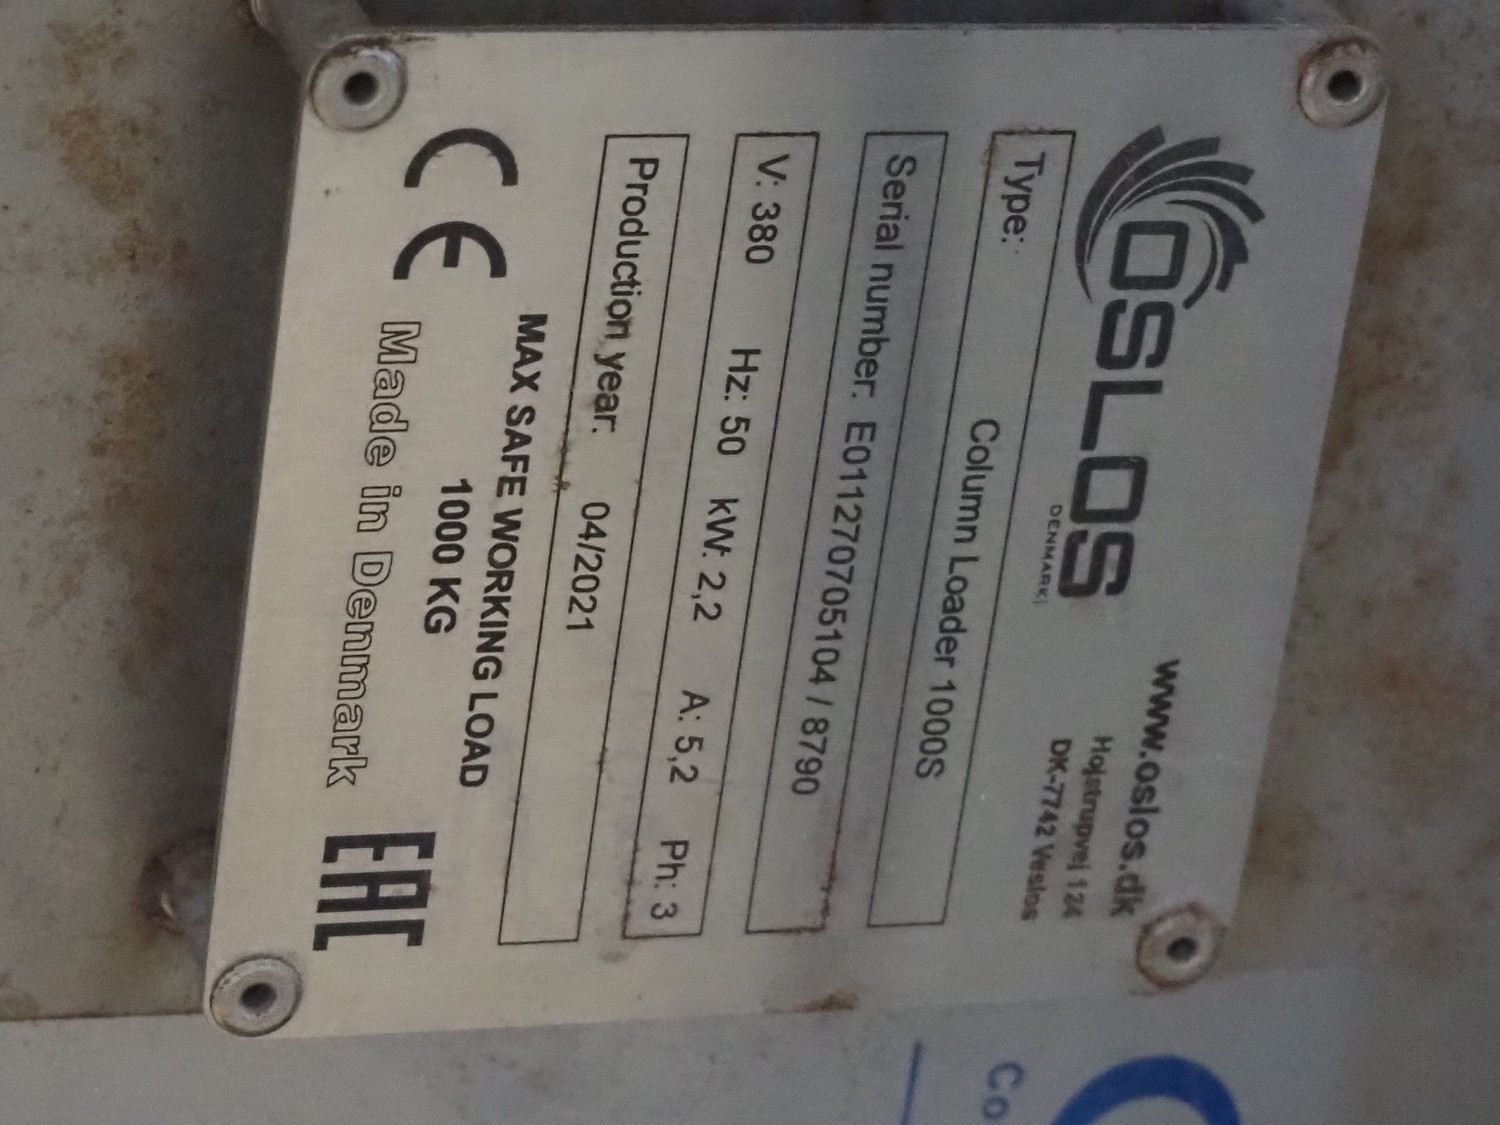 OSLOS
DENMARK
www.oslos.dk
Hojstrupvej 124
DK-7742 Vesløs
Type: Column Loader 1000S
Serial number: E011270705104 / 8790
V: 380 Hz: 50 kW: 2,2 A: 5,2 Ph: 3
Production year: 04/2021
MAX SAFE WORKING LOAD
1000 KG
CE Made in Denmark EAC
Co